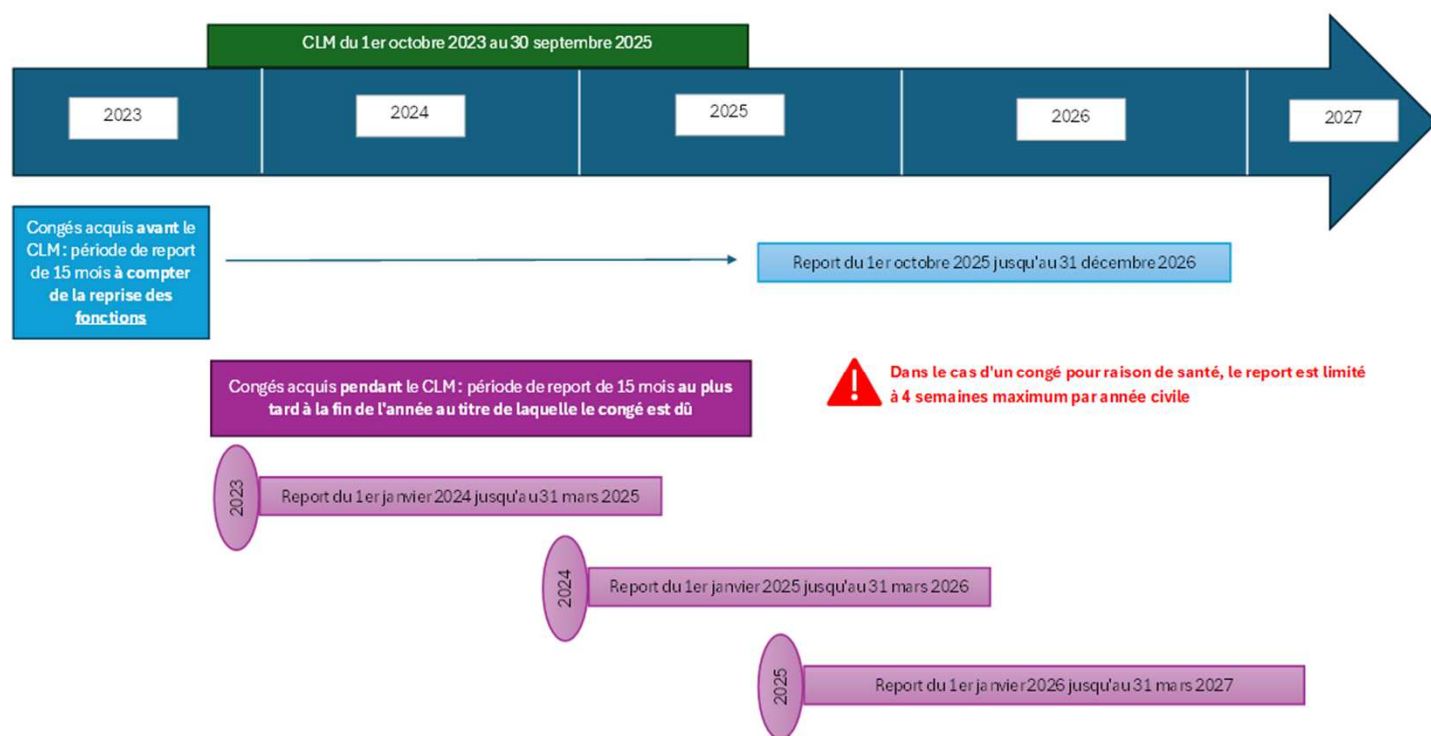 CLM du 1er octobre 2023 au 30 septembre 2025
2023
2024
2025
2026
2027
Congés acquis avant le
CLM : période de report
de 15 mois à compter
de la reprise des
fonctions
Report du 1er octobre 2025 jusqu'au 31 décembre 2026
Congés acquis pendant le CLM : période de report de 15 mois au plus
tard à la fin de l'année au titre de laquelle le congé est dû
Dans le cas d'un congé pour raison de santé, le report est limité
à 4 semaines maximum par année civile
2023
Report du 1er janvier 2024 jusqu'au 31 mars 2025
2024
Report du 1er janvier 2025 jusqu'au 31 mars 2026
2025
Report du 1er janvier 2026 jusqu'au 31 mars 2027